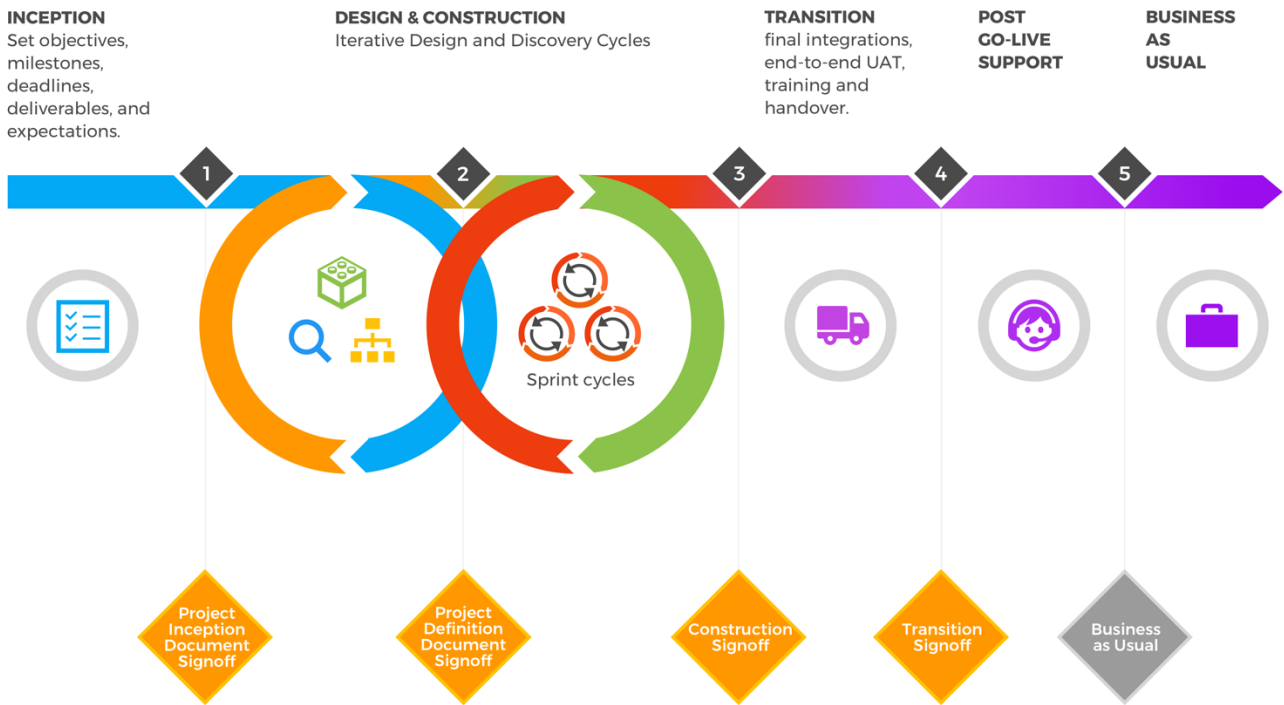 INCEPTION
Set objectives,
milestones,
deadlines,
deliverables, and
expectations.
DESIGN & CONSTRUCTION
Iterative Design and Discovery Cycles
TRANSITION
final integrations,
end-to-end UAT,
training and
handover.
POST
GO-LIVE
SUPPORT
BUSINESS
AS
USUAL
1
2
3
4
5
Sprint cycles
Project
Inception
Document
Signoff
Project
Definition
Document
Signoff
Construction
Signoff
Transition
Signoff
Business
as Usual